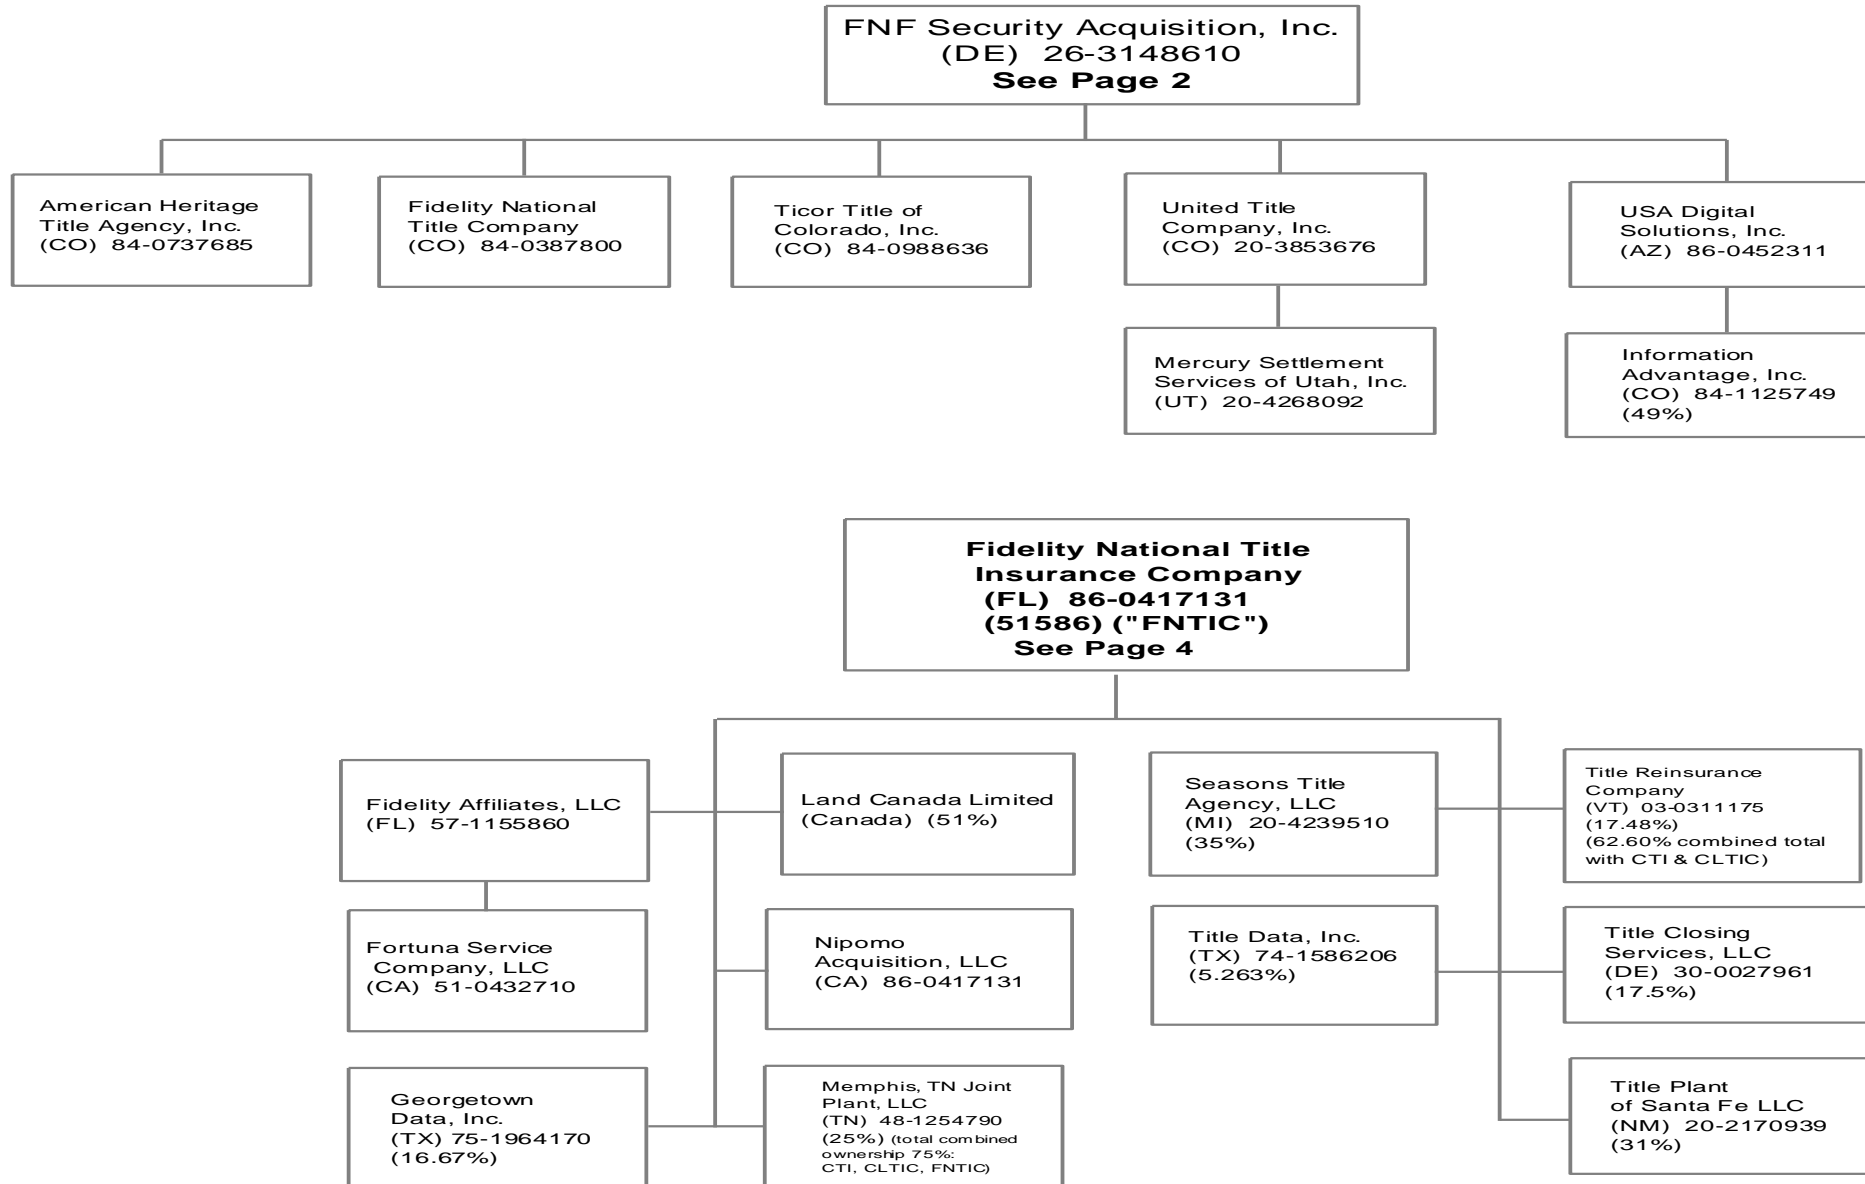 FNF Security Acquisition, Inc.
(DE) 26-3148610
See Page 2
American Heritage
Title Agency, Inc.
(CO) 84-0737685
Fidelity National
Title Company
(CO) 84-0387800
Ticor Title of
Colorado, Inc.
(CO) 84-0988636
United Title
Company, Inc.
(CO) 20-3853676
USA Digital
Solutions, Inc.
(AZ) 86-0452311
Mercury Settlement
Services of Utah, Inc.
(UT) 20-4268092
Information
Advantage, Inc.
(CO) 84-1125749
(49%)
Fidelity National Title
Insurance Company
(FL) 86-0417131
(51586) ("FNTIC")
See Page 4
Fidelity Affiliates, LLC
(FL) 57-1155860
Land Canada Limited
(Canada) (51%)
Seasons Title
Agency, LLC
(MI) 20-4239510
(35%)
Title Reinsurance
Company
(VT) 03-0311175
(17.48%)
(62.60% combined total
with CTI & CLTIC)
Fortuna Service
Company, LLC
(CA) 51-0432710
Nipomo
Acquisition, LLC
(CA) 86-0417131
Title Data, Inc.
(TX) 74-1586206
(5.263%)
Title Closing
Services, LLC
(DE) 30-0027961
(17.5%)
Georgetown
Data, Inc.
(TX) 75-1964170
(16.67%)
Memphis, TN Joint
Plant, LLC
(TN) 48-1254790
(25%) (total combined
ownership 75%:
CTI, CLTIC, FNTIC)
Title Plant
of Santa Fe LLC
(NM) 20-2170939
(31%)